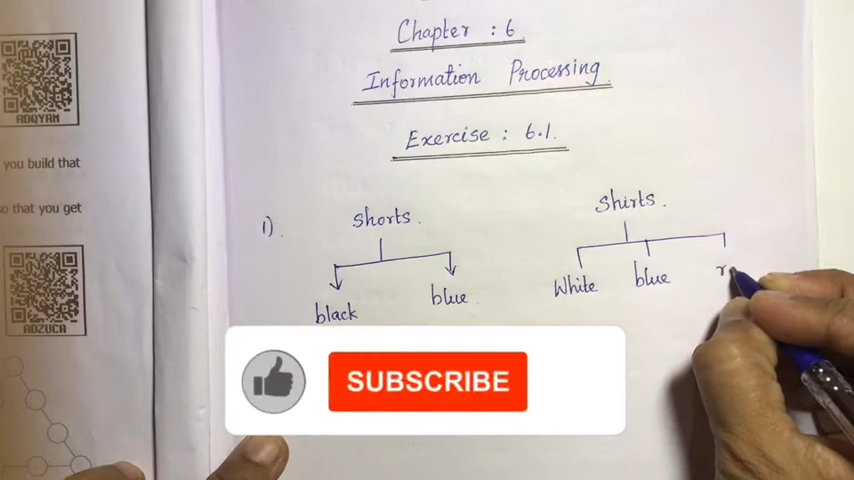 Chapter : 6
Information Processing.
Exercise : 6.1.
1). Shorts. Shirts.
black blue. White blue r
SUBSCRIBE
ADQYAM
you build that
so that you get
ADZUCA